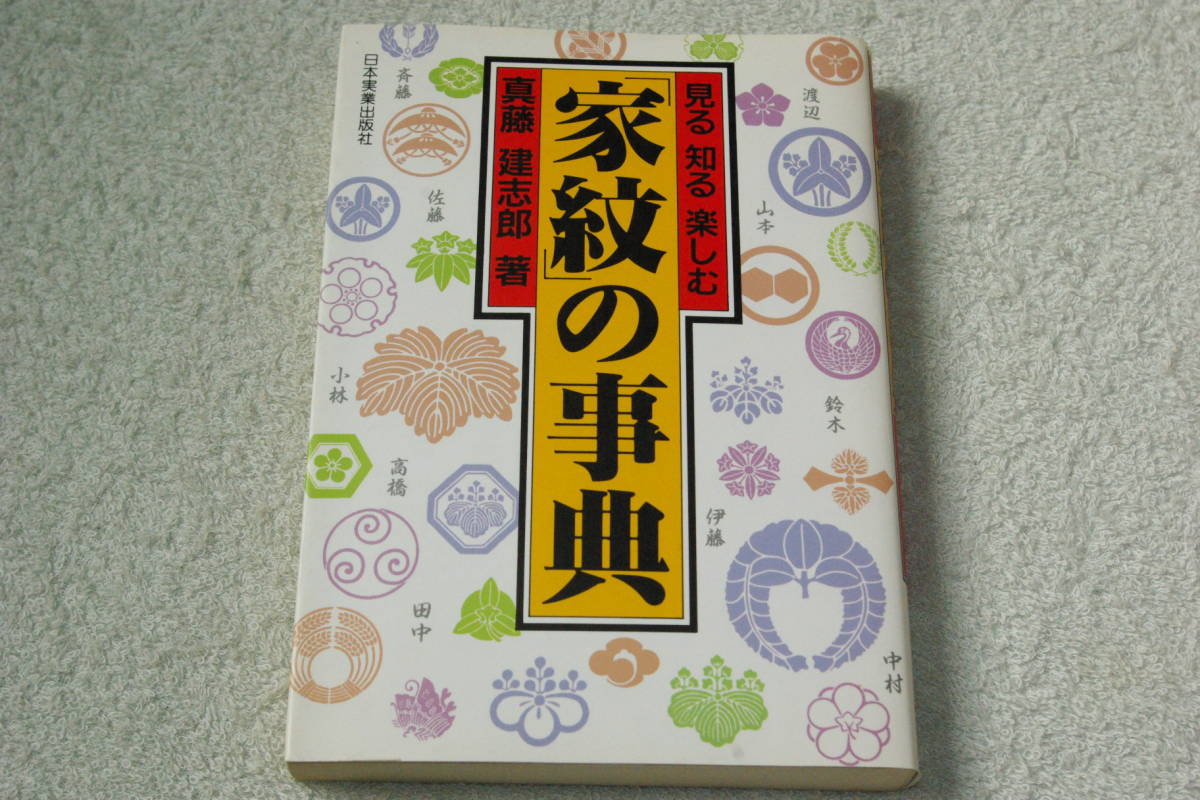 見る 知る 楽しむ
「家紋」の事典
真藤 建志郎 著
日本実業出版社
渡辺
山本
鈴木
伊藤
中村
斉藤
佐藤
小林
高橋
田中